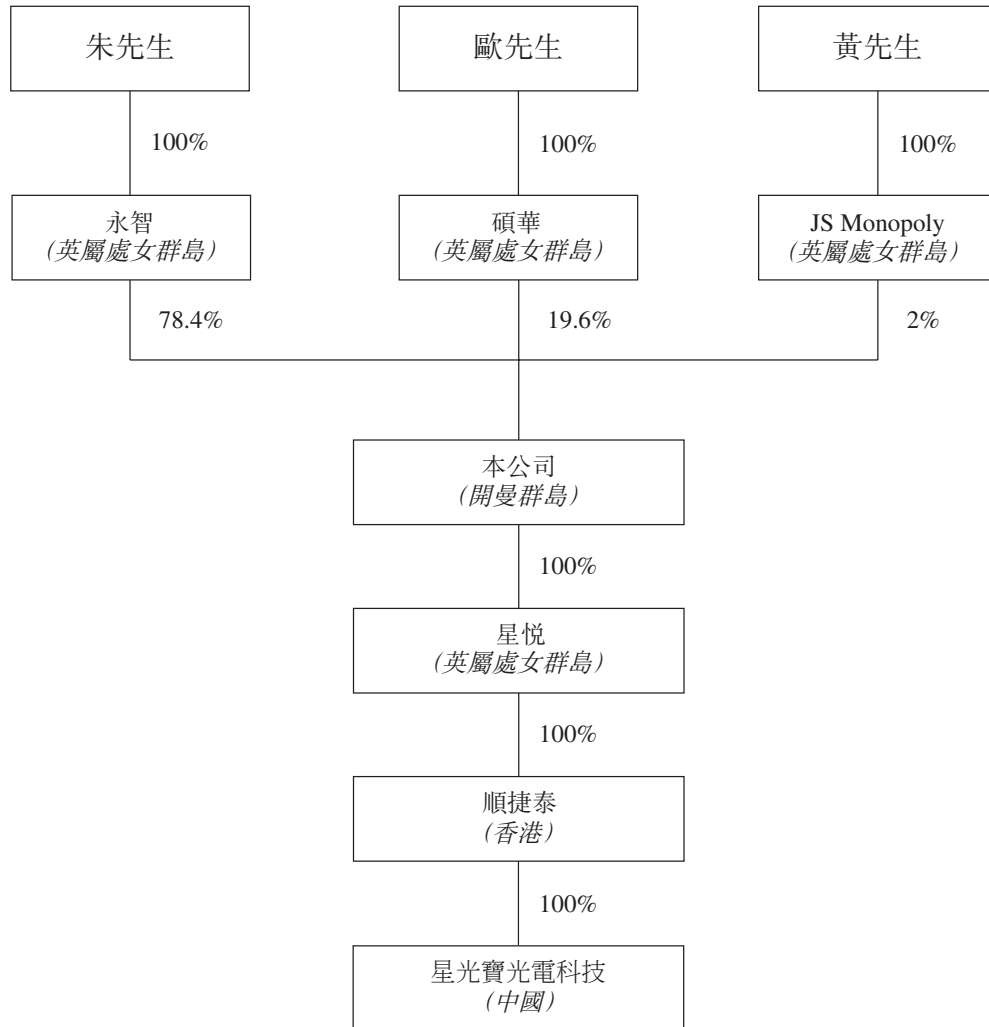 朱先生
歐先生
黃先生
100%
100%
100%
永智
(英屬處女群島)
碩華
(英屬處女群島)
JS Monopoly
(英屬處女群島)
78.4%
19.6%
2%
本公司
(開曼群島)
100%
星悦
(英屬處女群島)
100%
順捷泰
(香港)
100%
星光寶光電科技
(中國)